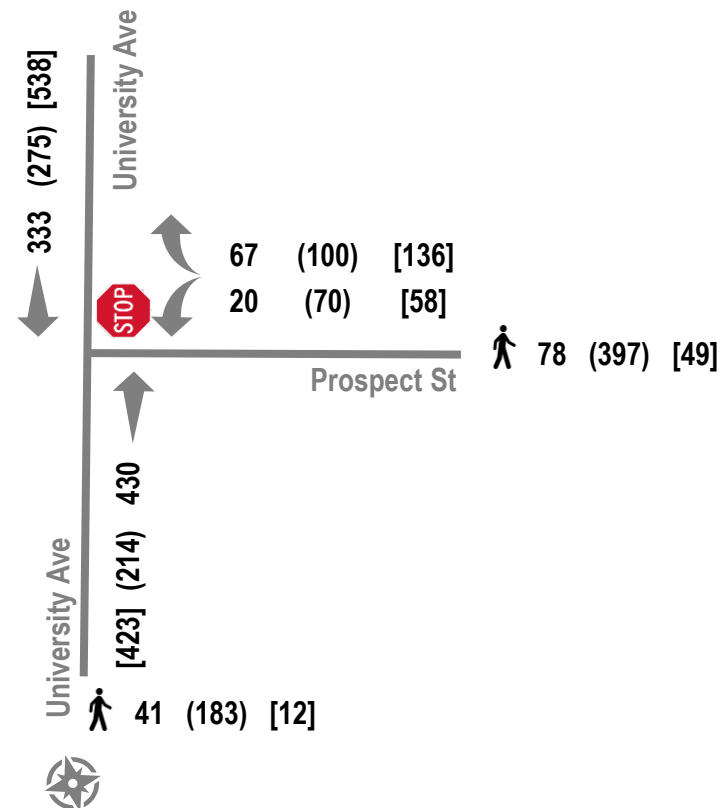 University Ave
333 (275) [538]
67 (100) [136]
STOP
20 (70) [58]
78 (397) [49]
Prospect St
[423] (214) 430
University Ave
41 (183) [12]